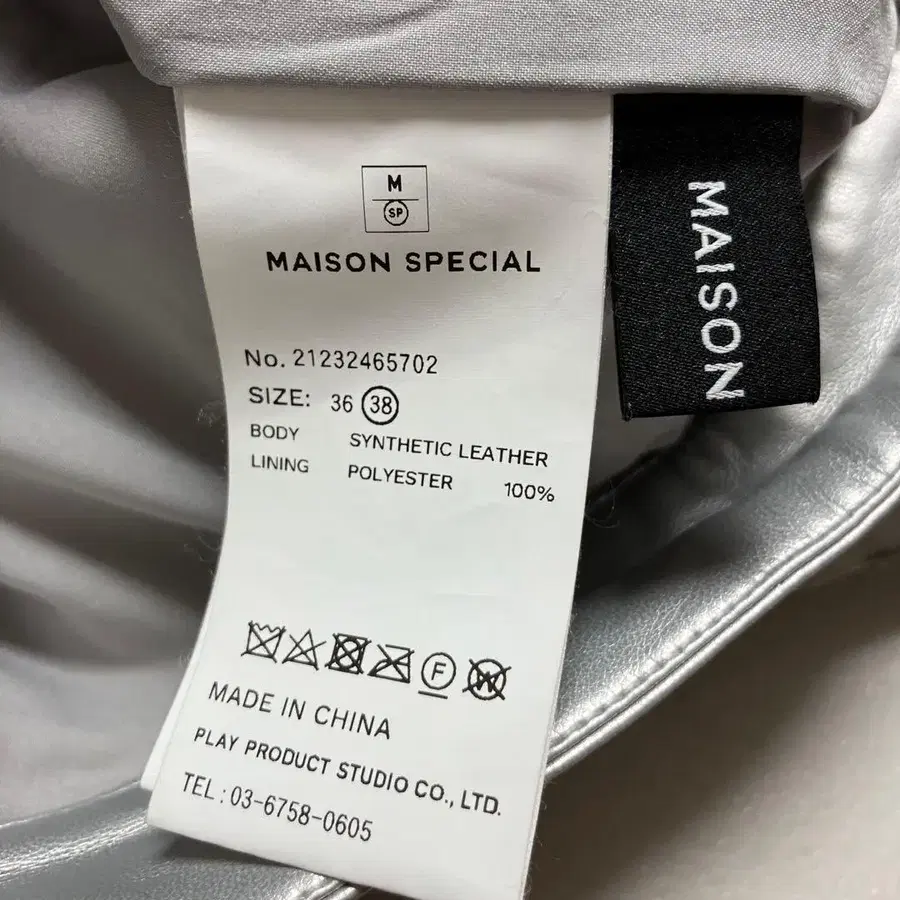 M
SP
MAISON SPECIAL
No. 21232465702
SIZE: 36 38
BODY SYNTHETIC LEATHER
LINING POLYESTER 100%
F
W
MADE IN CHINA
PLAY PRODUCT STUDIO CO., LTD.
TEL : 03-6758-0605
MAISON